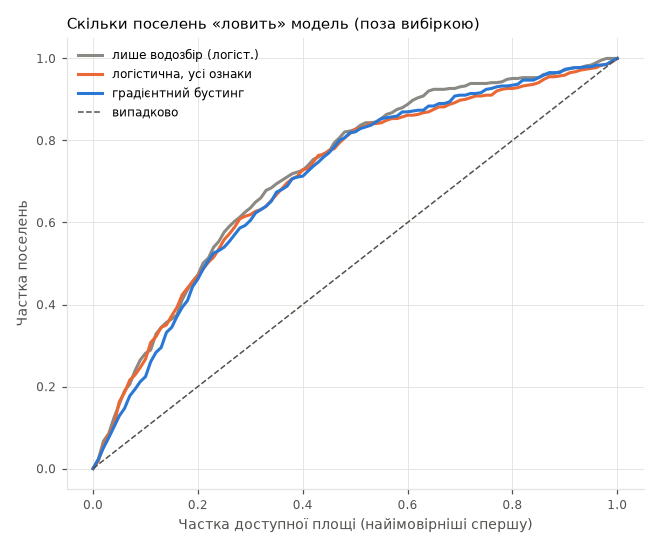 Скільки поселень «ловить» модель (поза вибіркою)
лише водозбір (логіст.)
логістична, усі ознаки
градієнтний бустинг
випадково
Частка поселень
1.0
0.8
0.6
0.4
0.2
0.0
0.0 0.2 0.4 0.6 0.8 1.0
Частка доступної площі (найімовірніші спершу)